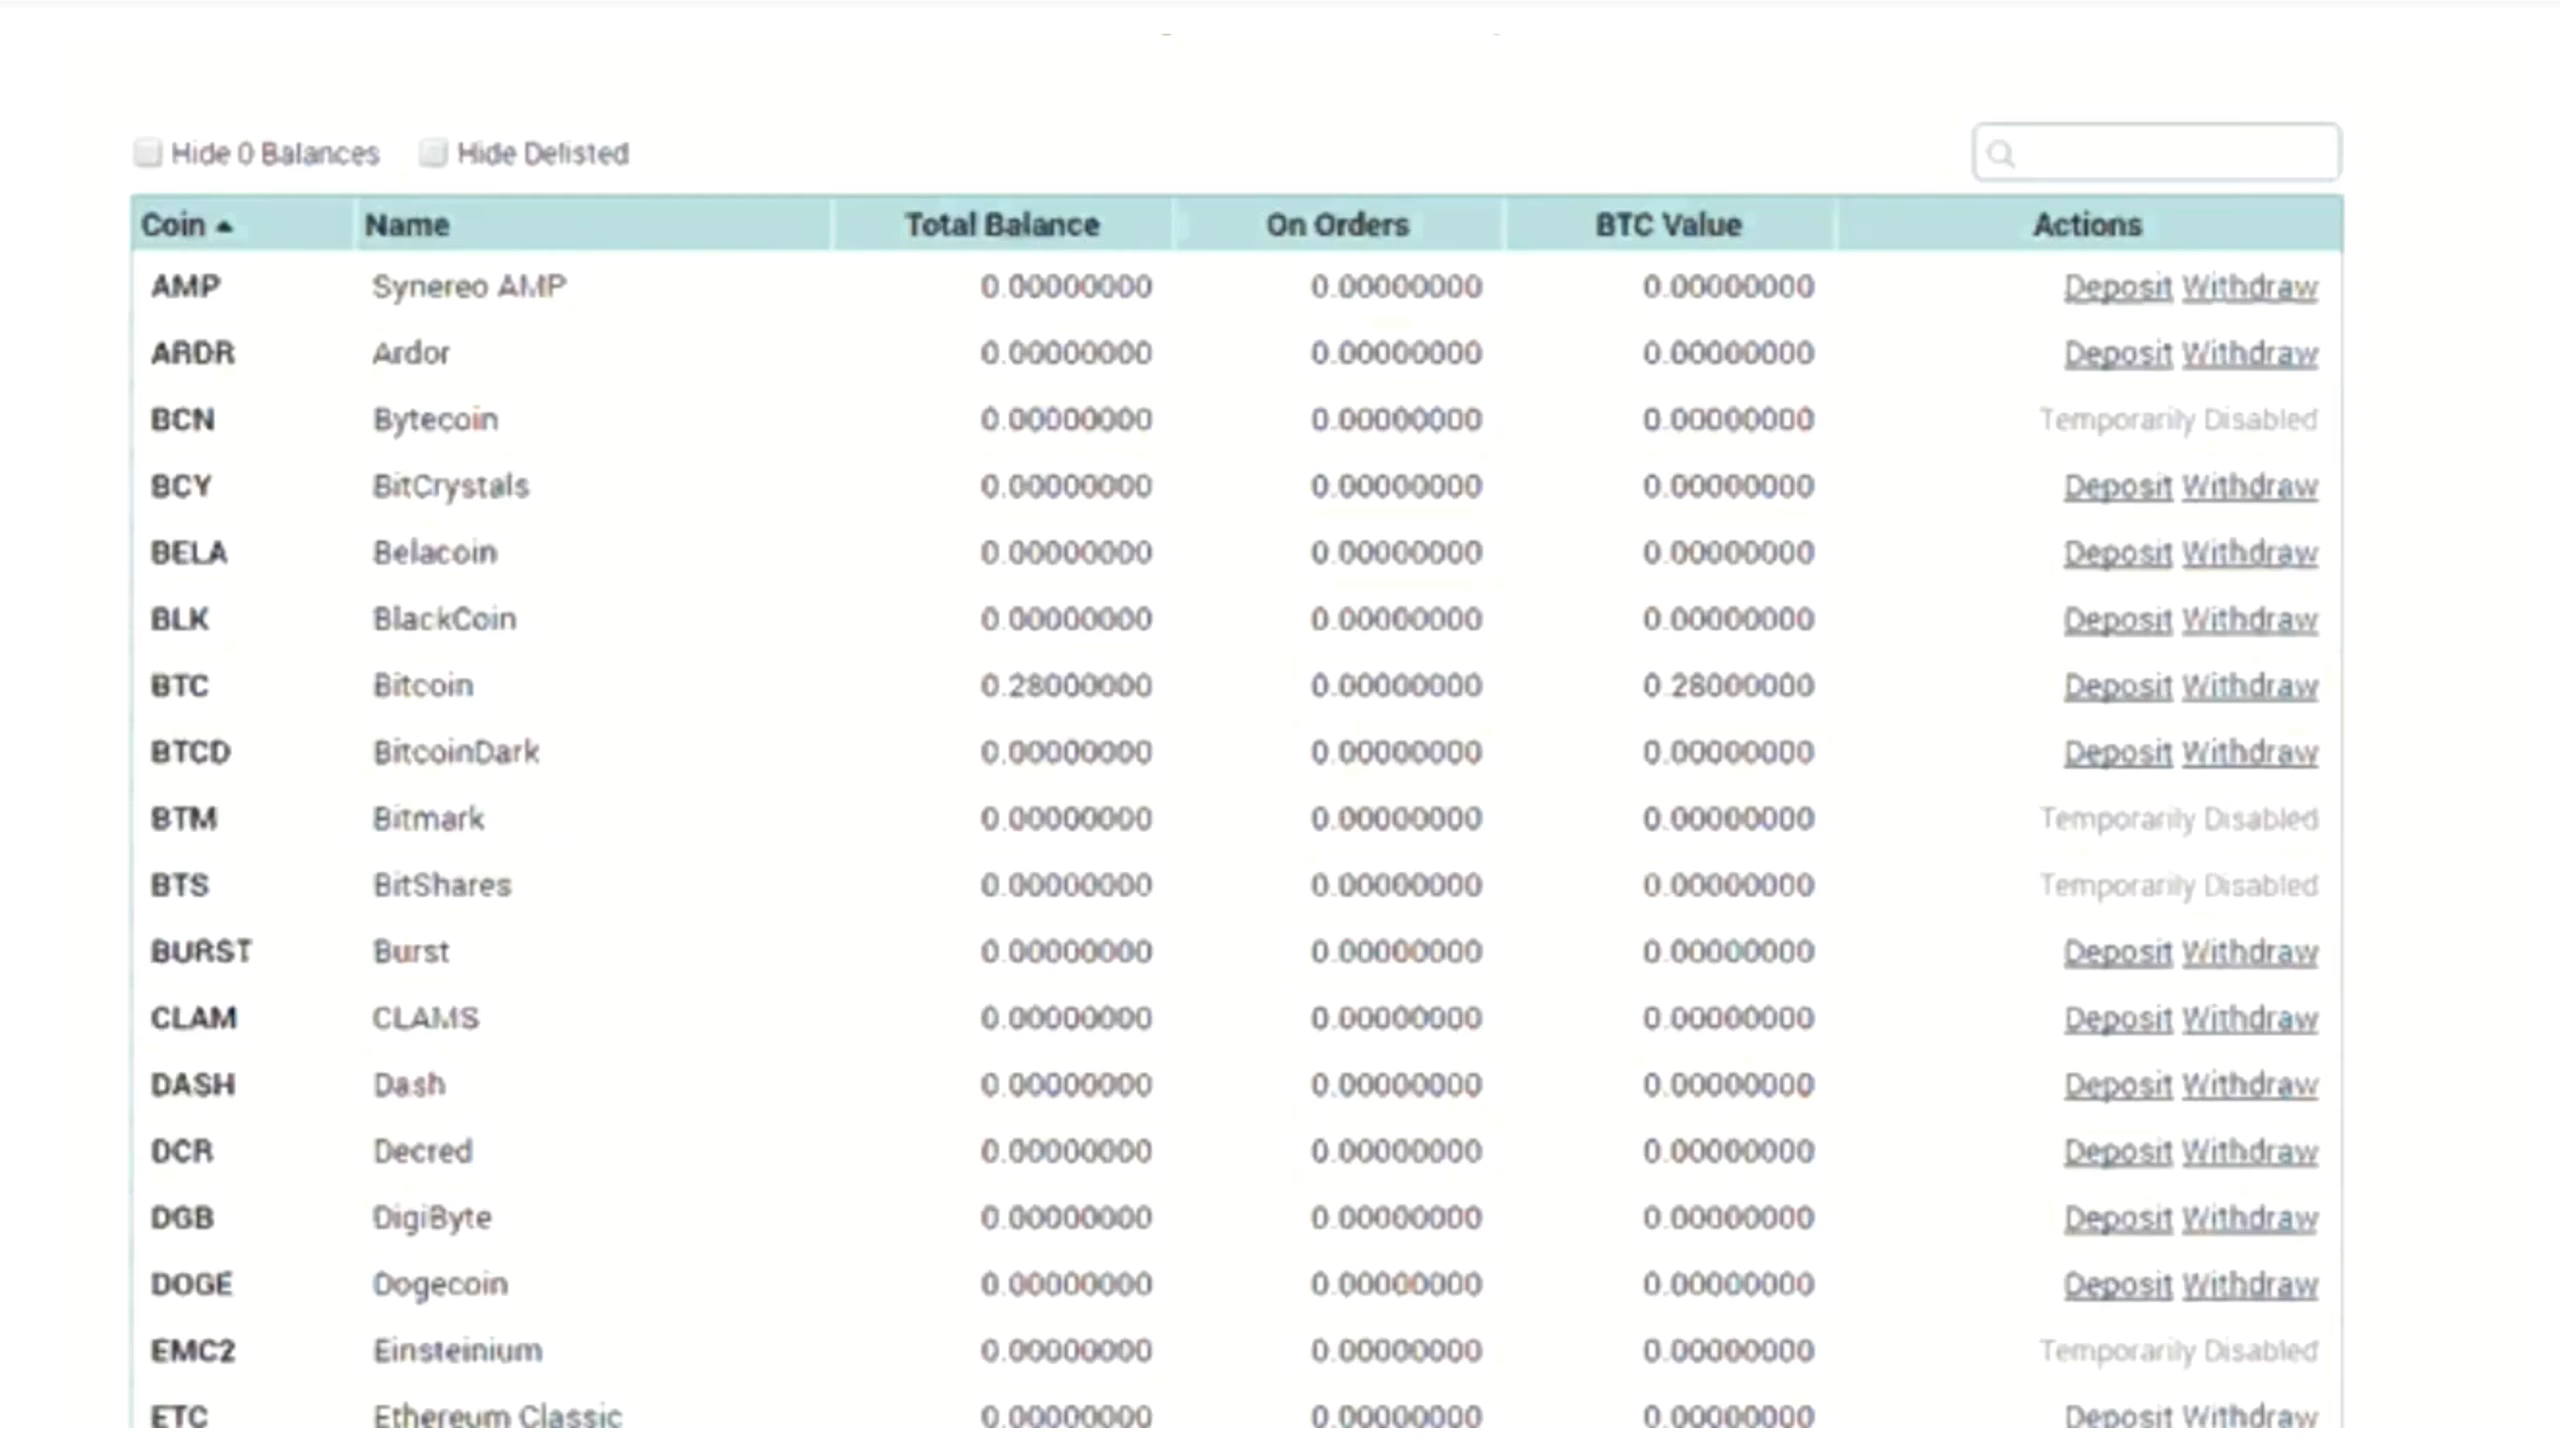 Hide 0 Balances Hide Delisted
Coin Name Total Balance On Orders BTC Value Actions
AMP Synereo AMP 0.00000000 0.00000000 0.00000000 Deposit Withdraw
ARDR Ardor 0.00000000 0.00000000 0.00000000 Deposit Withdraw
BCN Bytecoin 0.00000000 0.00000000 0.00000000 Temporarily Disabled
BCY BitCrystals 0.00000000 0.00000000 0.00000000 Deposit Withdraw
BELA Belacoin 0.00000000 0.00000000 0.00000000 Deposit Withdraw
BLK BlackCoin 0.00000000 0.00000000 0.00000000 Deposit Withdraw
BTC Bitcoin 0.28000000 0.00000000 0.28000000 Deposit Withdraw
BTCD BitcoinDark 0.00000000 0.00000000 0.00000000 Deposit Withdraw
BTM Bitmark 0.00000000 0.00000000 0.00000000 Temporarily Disabled
BTS BitShares 0.00000000 0.00000000 0.00000000 Temporarily Disabled
BURST Burst 0.00000000 0.00000000 0.00000000 Deposit Withdraw
CLAM CLAMS 0.00000000 0.00000000 0.00000000 Deposit Withdraw
DASH Dash 0.00000000 0.00000000 0.00000000 Deposit Withdraw
DCR Decred 0.00000000 0.00000000 0.00000000 Deposit Withdraw
DGB DigiByte 0.00000000 0.00000000 0.00000000 Deposit Withdraw
DOGE Dogecoin 0.00000000 0.00000000 0.00000000 Deposit Withdraw
EMC2 Einsteinium 0.00000000 0.00000000 0.00000000 Temporarily Disabled
ETC Ethereum Classic 0.00000000 0.00000000 0.00000000 Deposit Withdraw